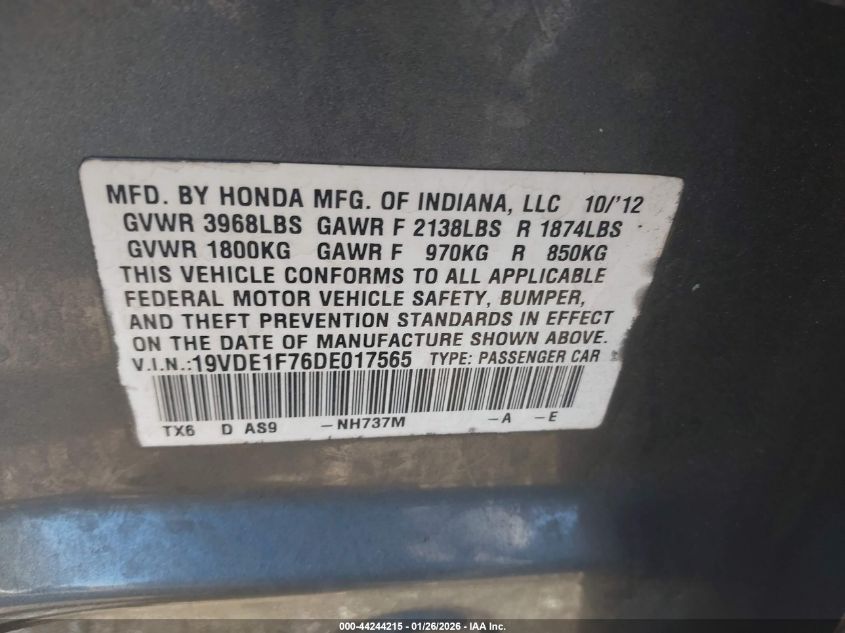 MFD. BY HONDA MFG. OF INDIANA, LLC 10/'12
GVWR 3968LBS GAWR F 2138LBS R 1874LBS
GVWR 1800KG GAWR F 970KG R 850KG
THIS VEHICLE CONFORMS TO ALL APPLICABLE
FEDERAL MOTOR VEHICLE SAFETY, BUMPER,
AND THEFT PREVENTION STANDARDS IN EFFECT
ON THE DATE OF MANUFACTURE SHOWN ABOVE.
V.I.N.:19VDE1F76DE017565 TYPE: PASSENGER CAR
TX6 D AS9 -NH737M -A -E
000-44244215 - 01/26/2026 - IAA Inc.